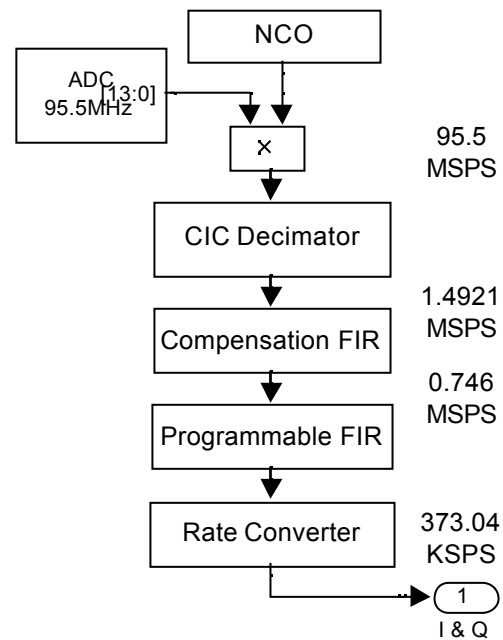 NCO
ADC
[13:0]
95.5MHz
×
95.5
MSPS
CIC Decimator
1.4921
MSPS
Compensation FIR
0.746
MSPS
Programmable FIR
Rate Converter
373.04
KSPS
1
I & Q